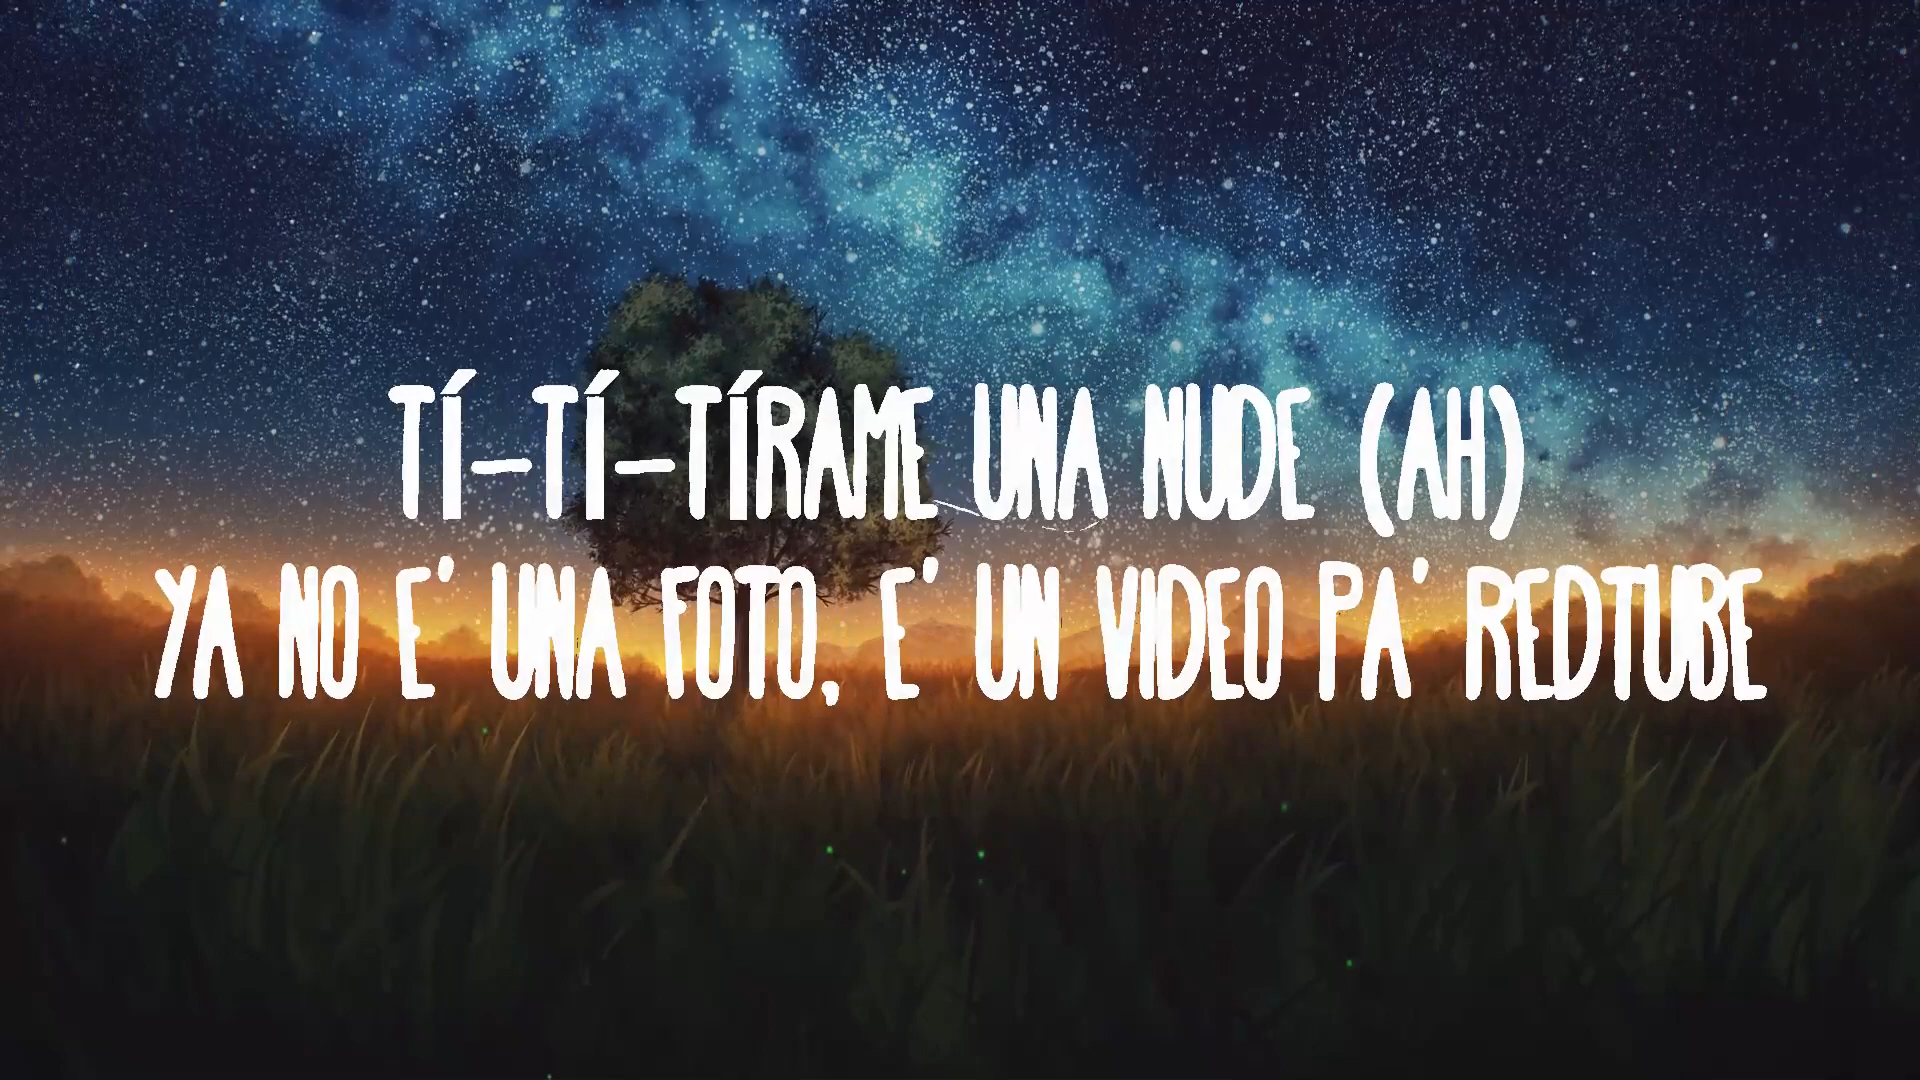 TÍ-TÍ-TÍRAME UNA NUDE (AH)
YA NO E' UNA FOTO, E' UN VIDEO PA' REDTUBE